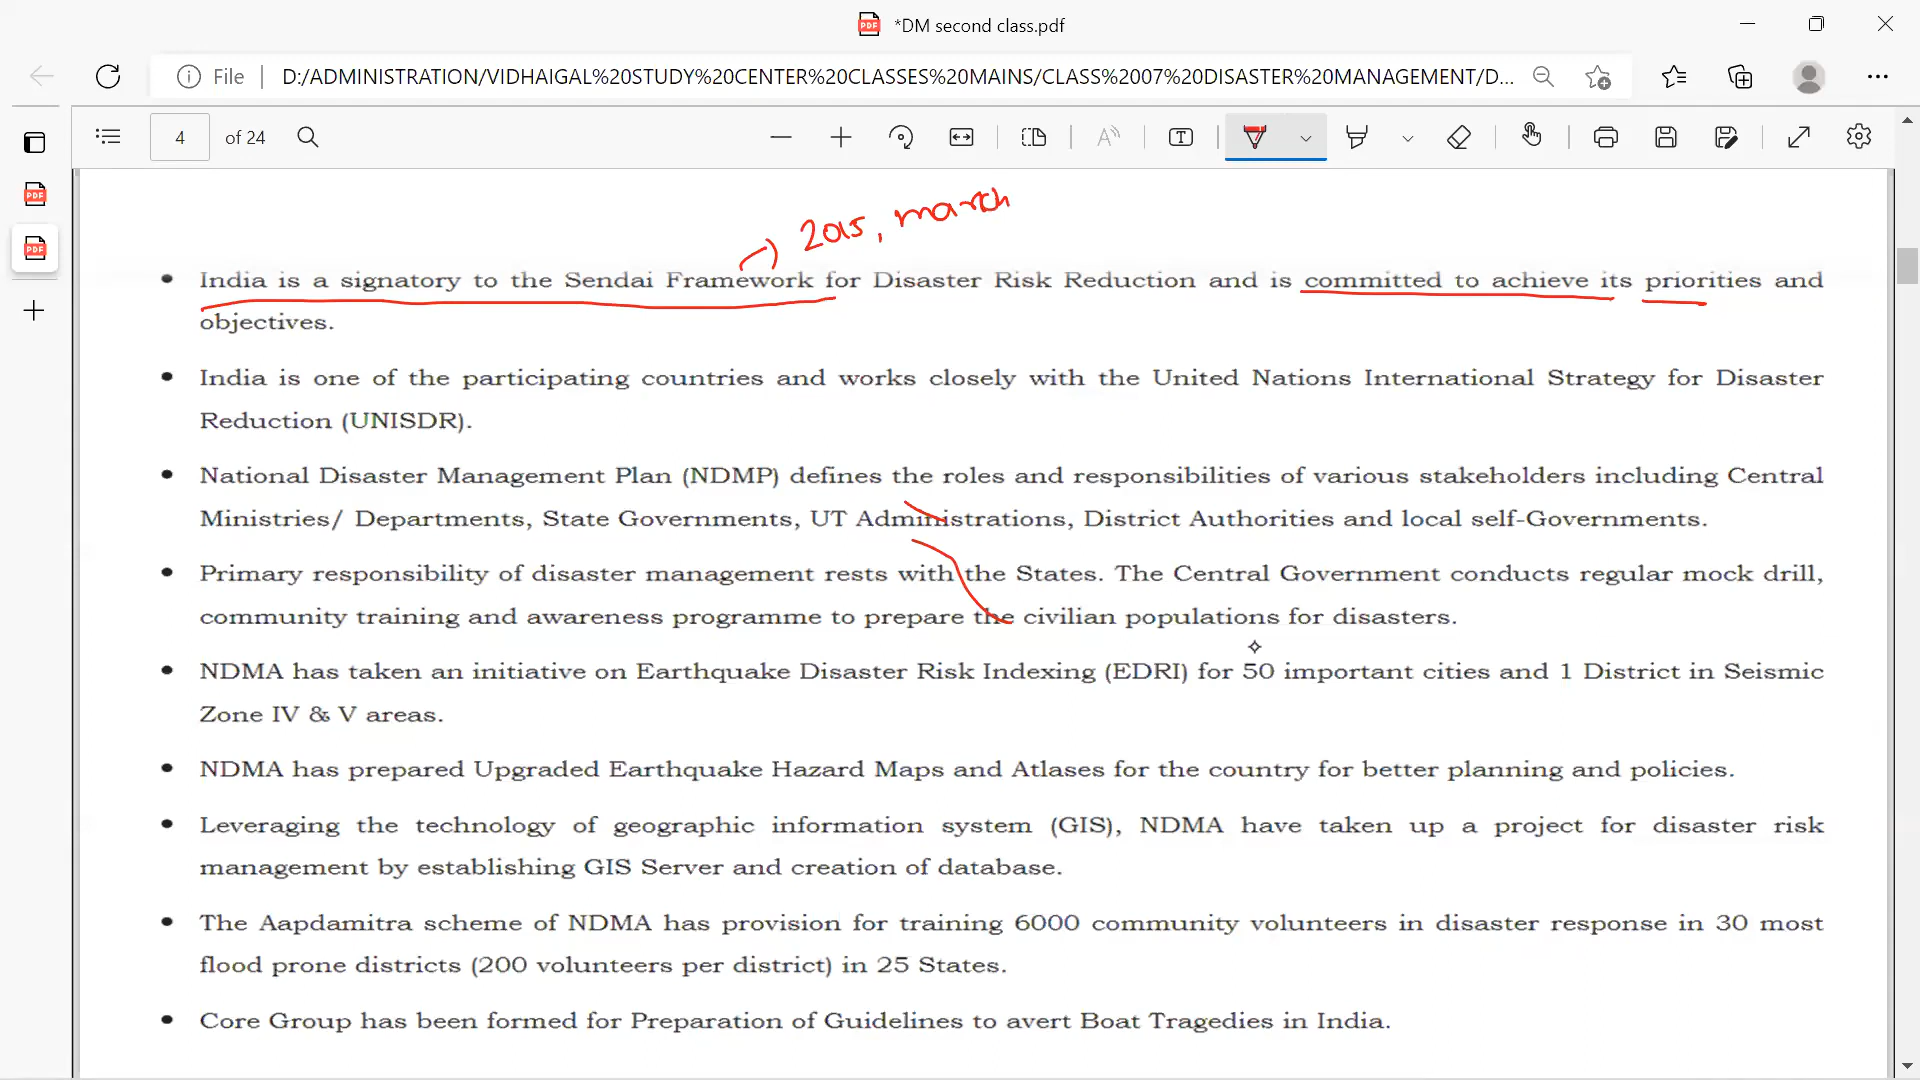 *DM second class.pdf
File D:/ADMINISTRATION/VIDHAIGAL%20STUDY%20CENTER%20CLASSES%20MAINS/CLASS%2007%20DISASTER%20MANAGEMENT/D...
4 of 24
2015, march
• India is a signatory to the Sendai Framework for Disaster Risk Reduction and is committed to achieve its priorities and
objectives.
• India is one of the participating countries and works closely with the United Nations International Strategy for Disaster
Reduction (UNISDR).
• National Disaster Management Plan (NDMP) defines the roles and responsibilities of various stakeholders including Central
Ministries/ Departments, State Governments, UT Administrations, District Authorities and local self-Governments.
• Primary responsibility of disaster management rests with the States. The Central Government conducts regular mock drill,
community training and awareness programme to prepare the civilian populations for disasters.
• NDMA has taken an initiative on Earthquake Disaster Risk Indexing (EDRI) for 50 important cities and 1 District in Seismic
Zone IV & V areas.
• NDMA has prepared Upgraded Earthquake Hazard Maps and Atlases for the country for better planning and policies.
• Leveraging the technology of geographic information system (GIS), NDMA have taken up a project for disaster risk
management by establishing GIS Server and creation of database.
• The Aapdamitra scheme of NDMA has provision for training 6000 community volunteers in disaster response in 30 most
flood prone districts (200 volunteers per district) in 25 States.
• Core Group has been formed for Preparation of Guidelines to avert Boat Tragedies in India.